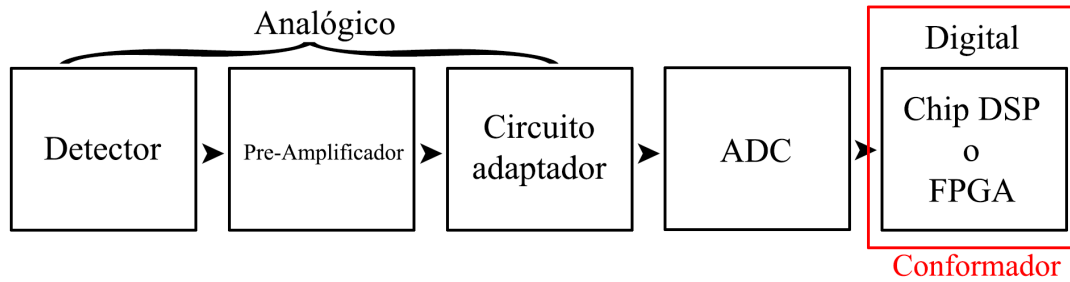 Analógico
Digital
Detector
Pre-Amplificador
Circuito
adaptador
ADC
Chip DSP
o
FPGA
Conformador